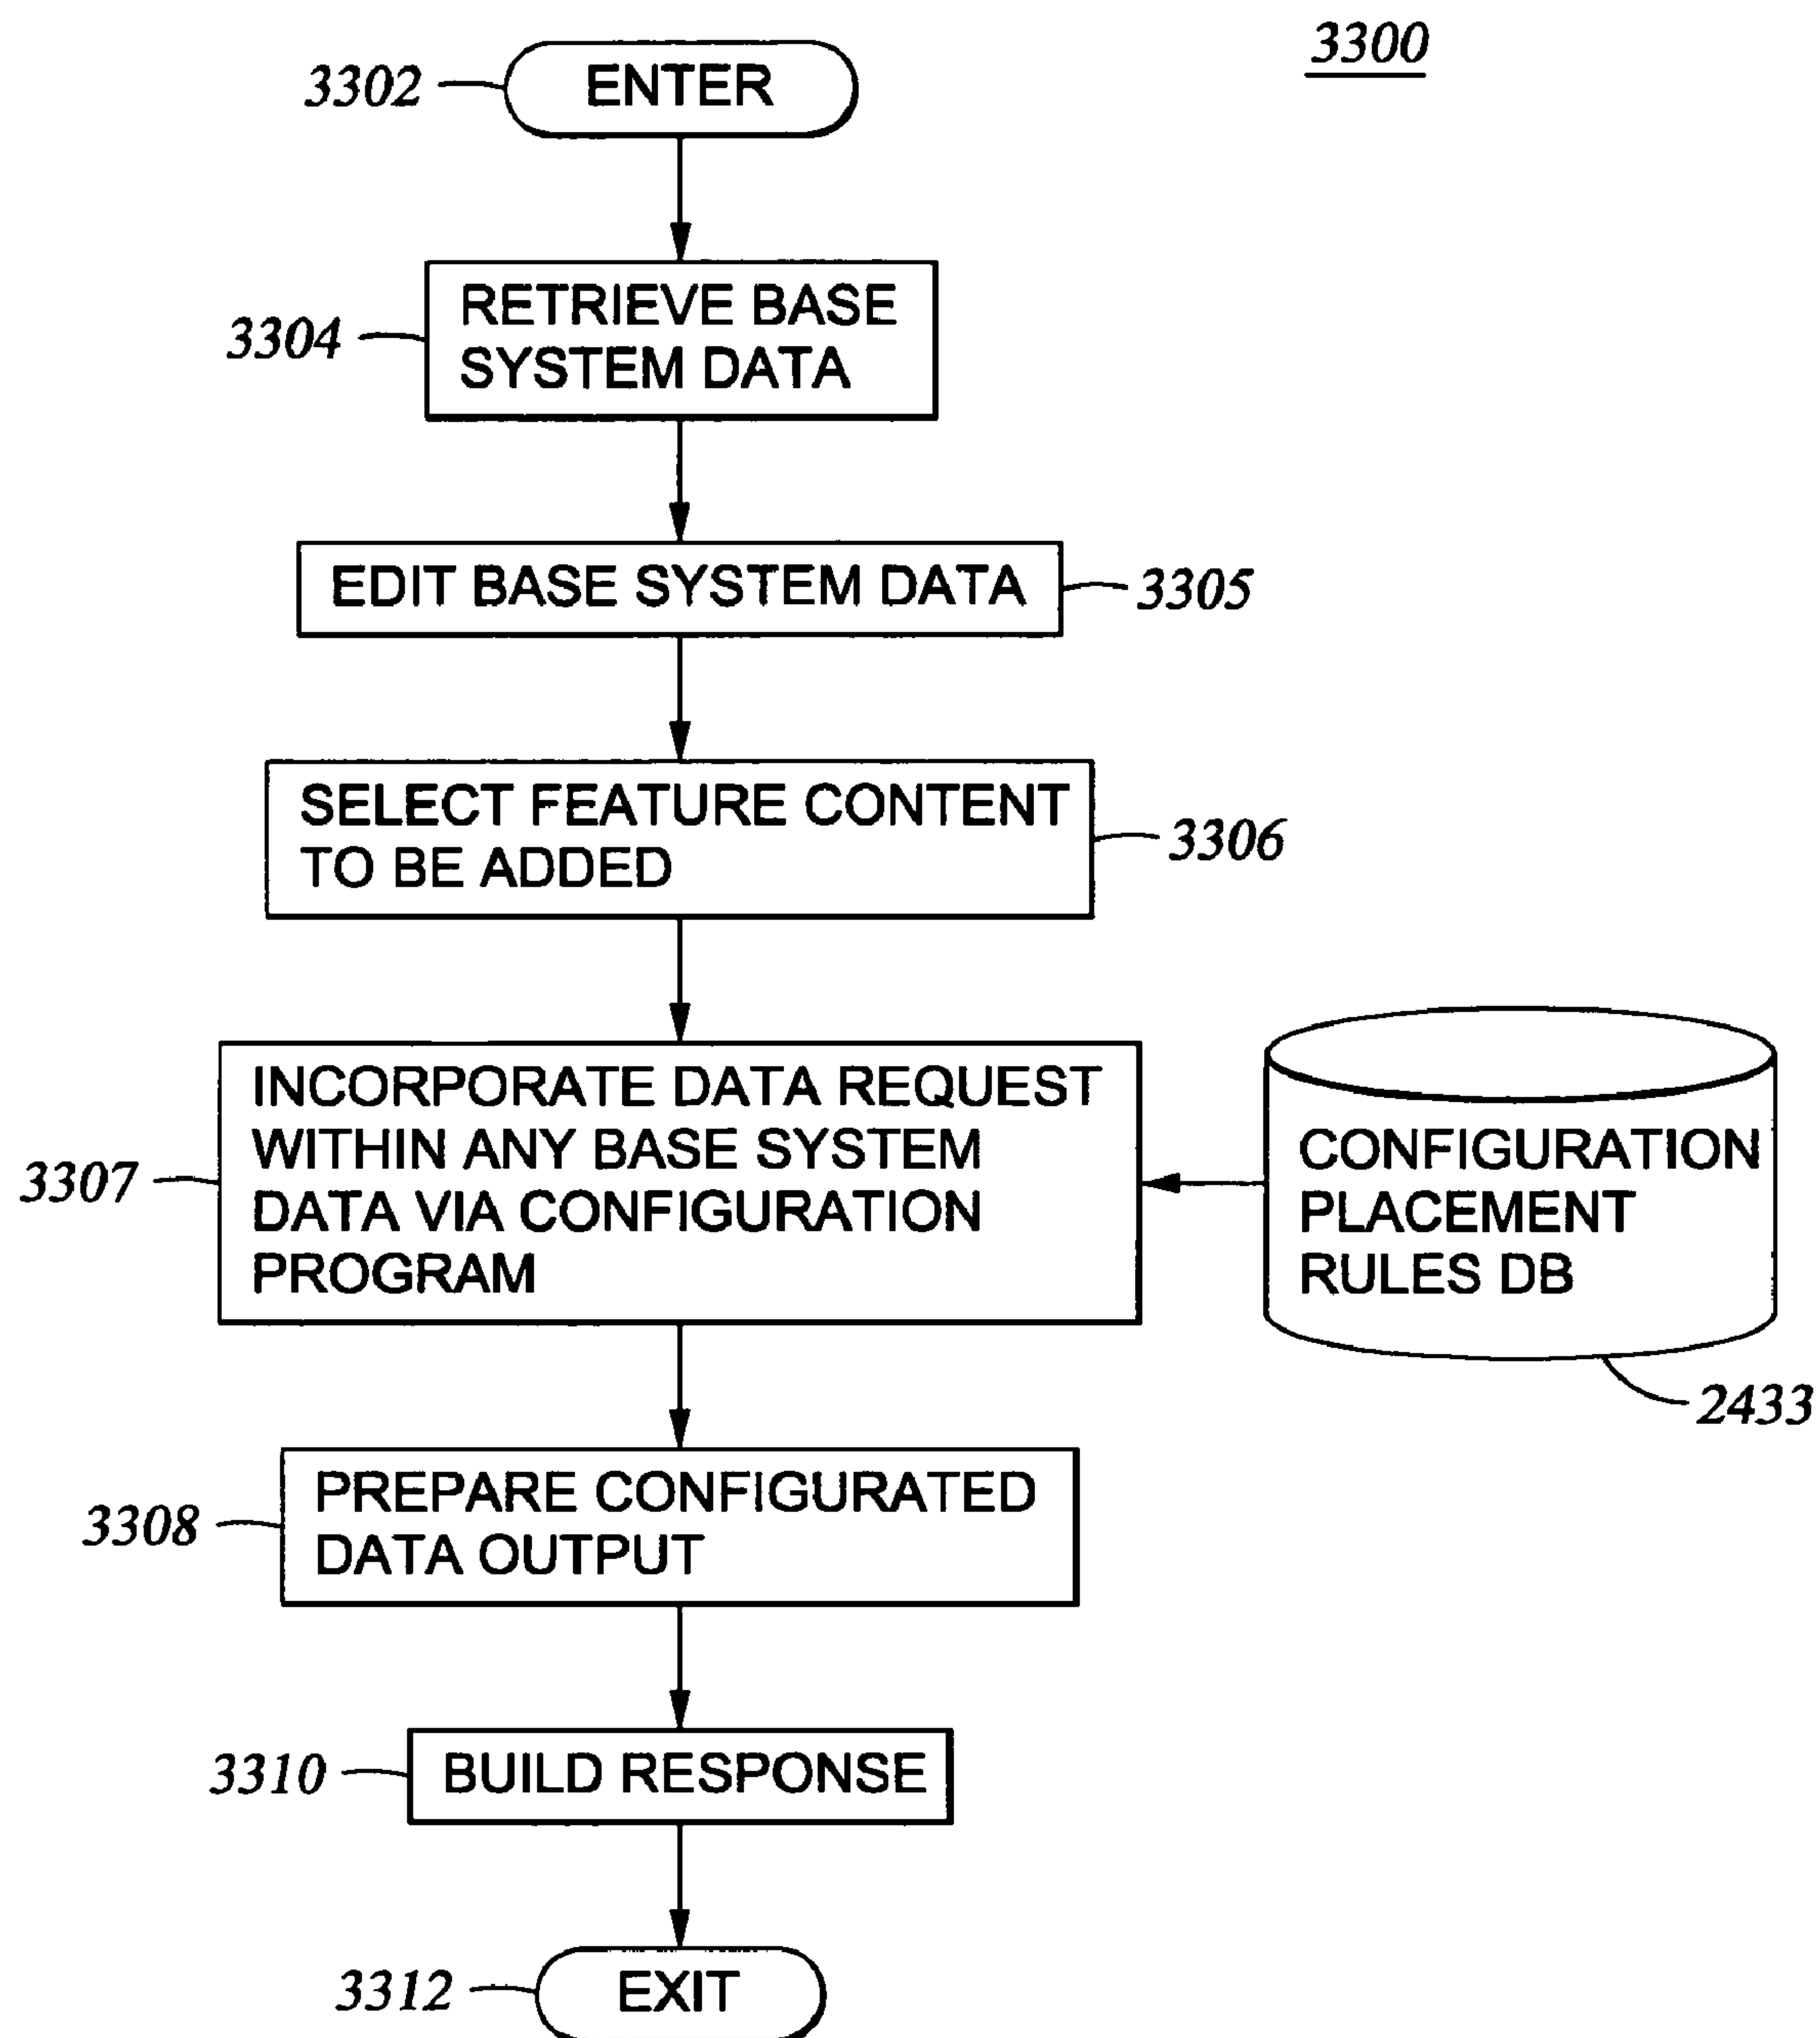 3300
3302
ENTER
3304
RETRIEVE BASE
SYSTEM DATA
EDIT BASE SYSTEM DATA
3305
SELECT FEATURE CONTENT
TO BE ADDED
3306
3307
INCORPORATE DATA REQUEST
WITHIN ANY BASE SYSTEM
DATA VIA CONFIGURATION
PROGRAM
CONFIGURATION
PLACEMENT
RULES DB
2433
3308
PREPARE CONFIGURATED
DATA OUTPUT
3310
BUILD RESPONSE
3312
EXIT